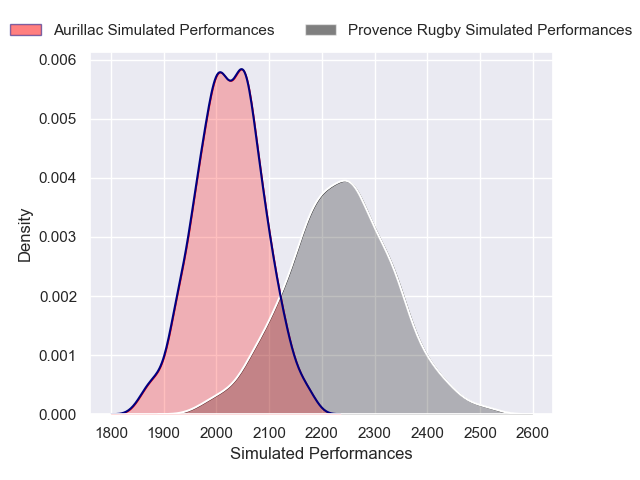 Aurillac Simulated Performances
Provence Rugby Simulated Performances
0.006
0.005
0.004
0.003
0.002
0.001
0.000
Density
1800 1900 2000 2100 2200 2300 2400 2500 2600
Simulated Performances